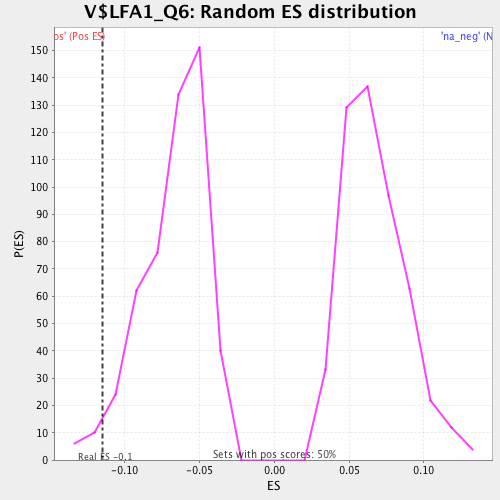 V$LFA1_Q6: Random ES distribution
os' (Pos ES)
'na_neg' (N
150
140
130
120
110
100
90
80
70
60
50
40
30
20
10
0
P(ES)
Real ES -0.1
Sets with pos scores: 50%
-0.10 -0.05 0.00 0.05 0.10
ES